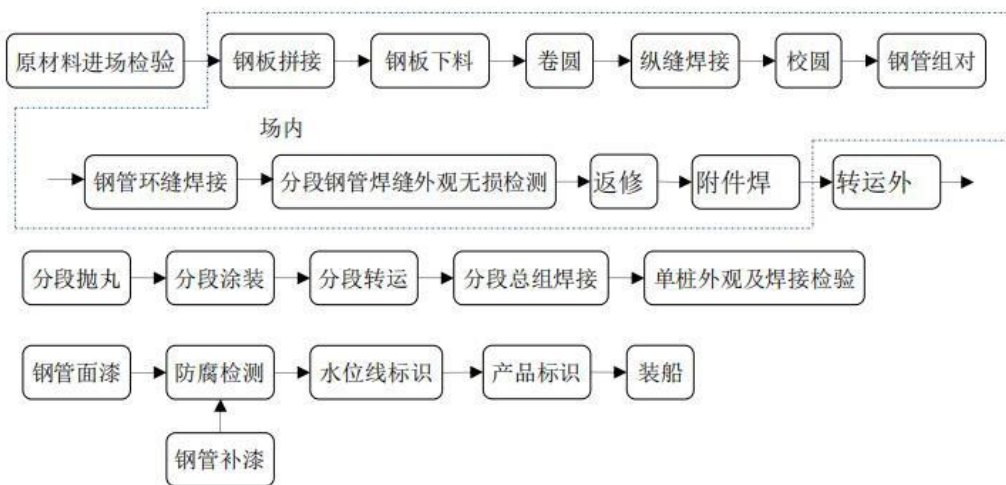 原材料进场检验 钢板拼接 钢板下料 卷圆 纵缝焊接 校圆 钢管组对
场内
钢管环缝焊接 分段钢管焊缝外观无损检测 返修 附件焊 转运外
分段抛丸 分段涂装 分段转运 分段总组焊接 单桩外观及焊接检验
钢管面漆 防腐检测 水位线标识 产品标识 装船
钢管补漆